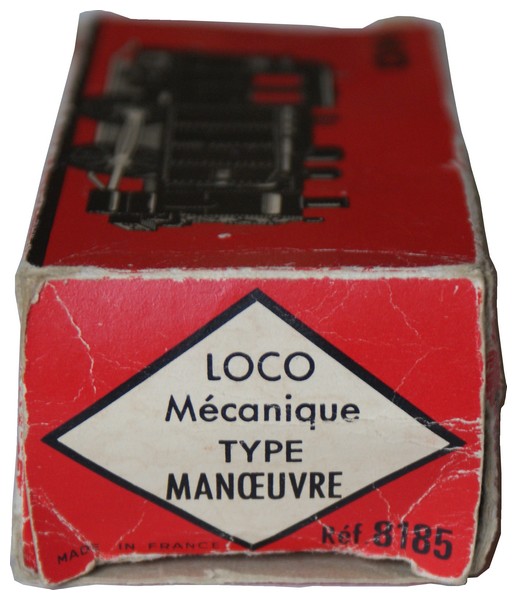 LOCO
Mécanique
TYPE
MANŒUVRE
Réf 8185
MADE IN FRANCE